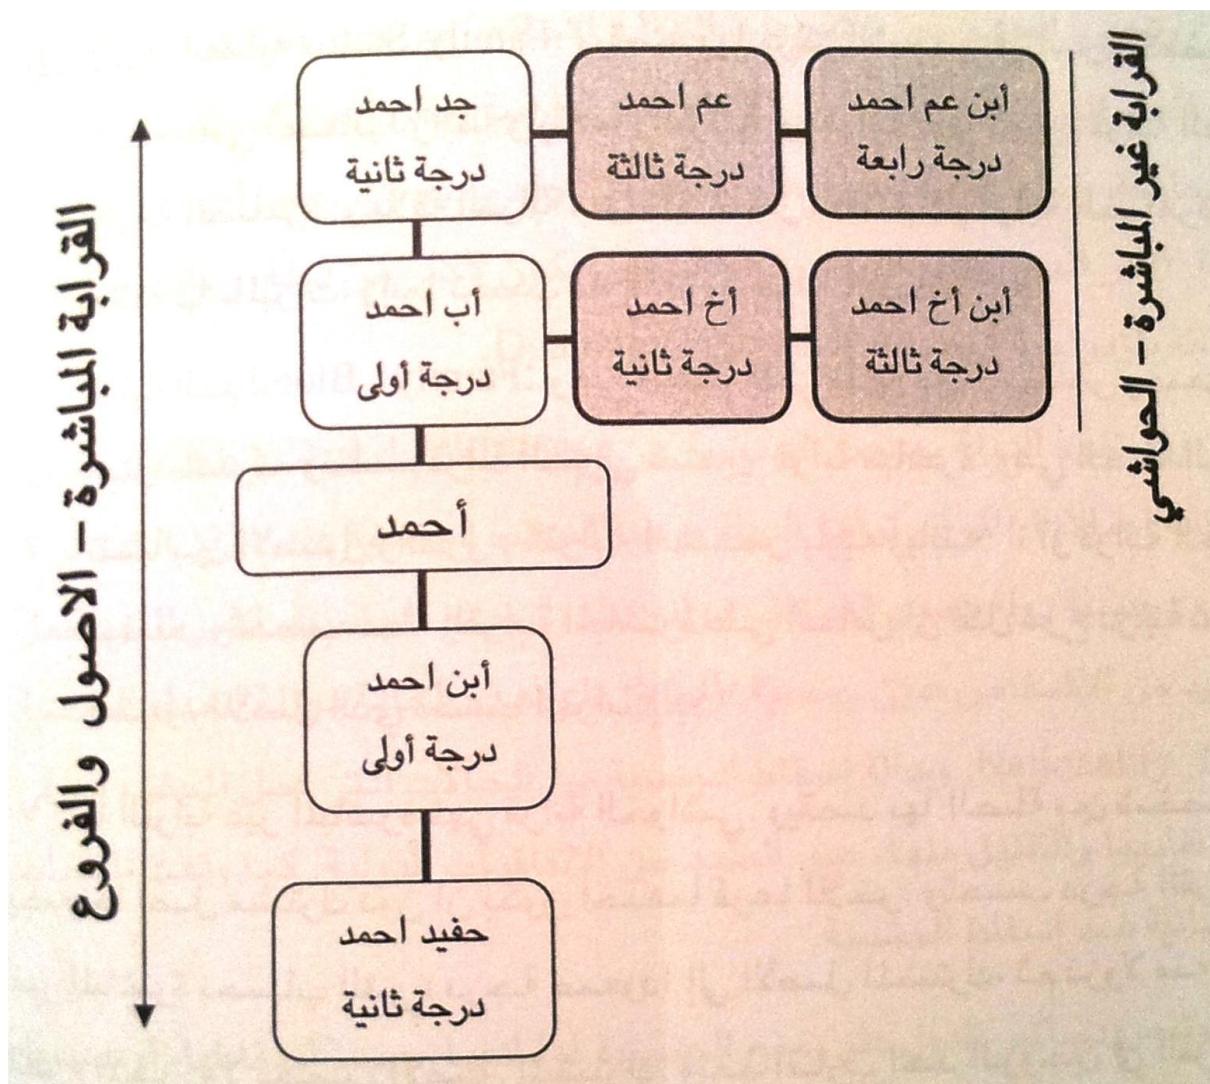 القرابة غير المباشرة - الحواشي
أبن عم احمد
درجة رابعة
عم احمد
درجة ثالثة
جد احمد
درجة ثانية
أبن أخ احمد
درجة ثالثة
أخ احمد
درجة ثانية
أب احمد
درجة أولى
أحمد
أبن احمد
درجة أولى
حفيد احمد
درجة ثانية
القرابة المباشرة - الاصول والفروع